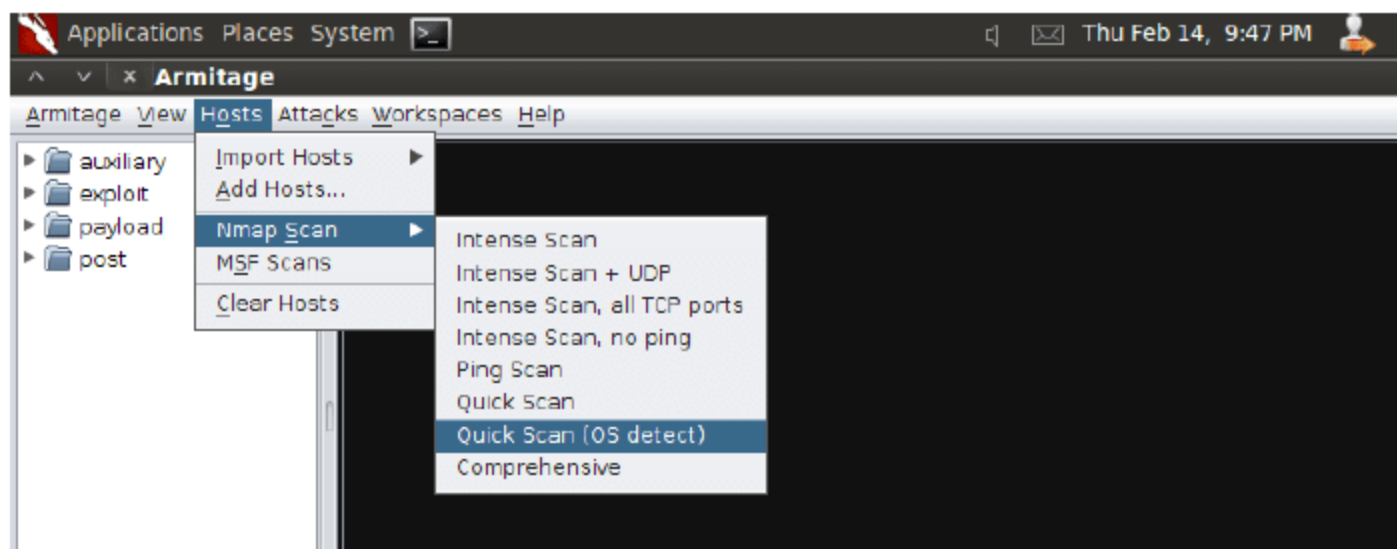 Applications Places System Thu Feb 14, 9:47 PM
Armitage
Armitage View Hosts Attacks Workspaces Help
auxiliary
exploit
payload
post
Import Hosts
Add Hosts...
Nmap Scan
MSF Scans
Clear Hosts
Intense Scan
Intense Scan + UDP
Intense Scan, all TCP ports
Intense Scan, no ping
Ping Scan
Quick Scan
Quick Scan (OS detect)
Comprehensive